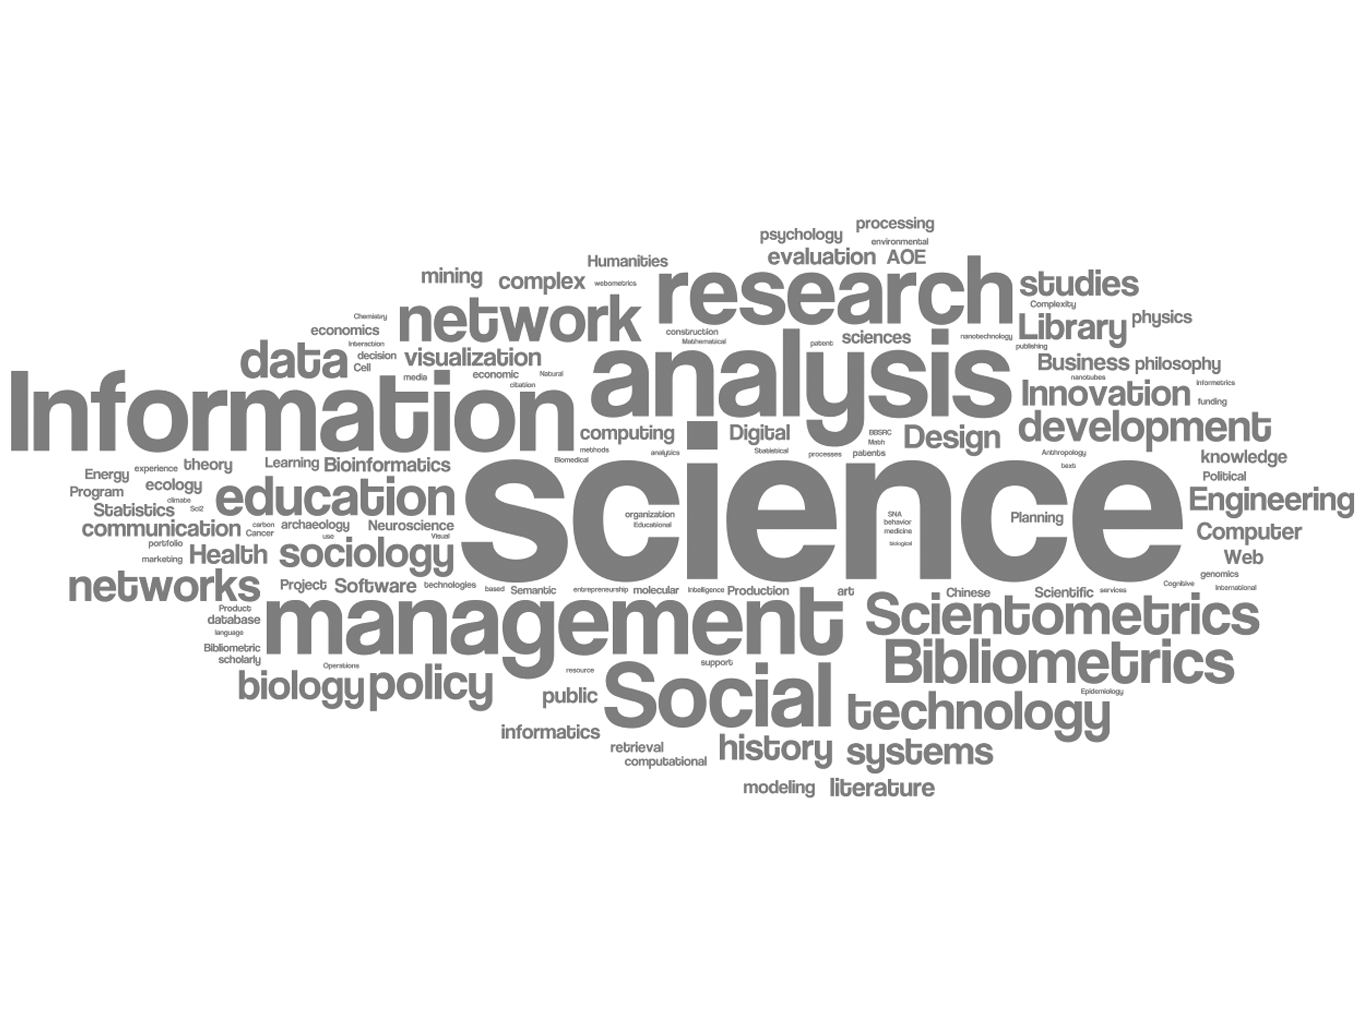 processing
psychology
environmental
evaluation AOE
Humanities
mining complex webometrics research studies
Complexity
Chemistry network Library physics
economics construction sciences nanotechnology
Interaction Mathematical patent publishing
data decision visualization analysis Business philosophy
Cell media economic Natural nanotubes
Information citation Innovation Informetrics
funding
computing Digital BBSRC Design development
methods analytics Statistical Math processes patents Anthropology knowledge
Energy experience theory Learning Bioinformatics Biomedical text
Program ecology education science Political
climate Engineering
Statistics Sci2 organization SNA Planning
communication carbon archaeology Neuroscience Educational behavior Computer
Cancer use Visual medicine
portfolio biological
marketing Health sociology Web
genomics
networks Project Software technologies based Semantic entrepreneurship molecular Intelligence Production art Chinese Scientific services Cognitive International
Product
database management Scientometrics
language
Bibliometric
scholarly Operations resource support Bibliometrics
biology policy public Social Epidemiology
technology
informatics
retrieval history systems
computational
modeling literature